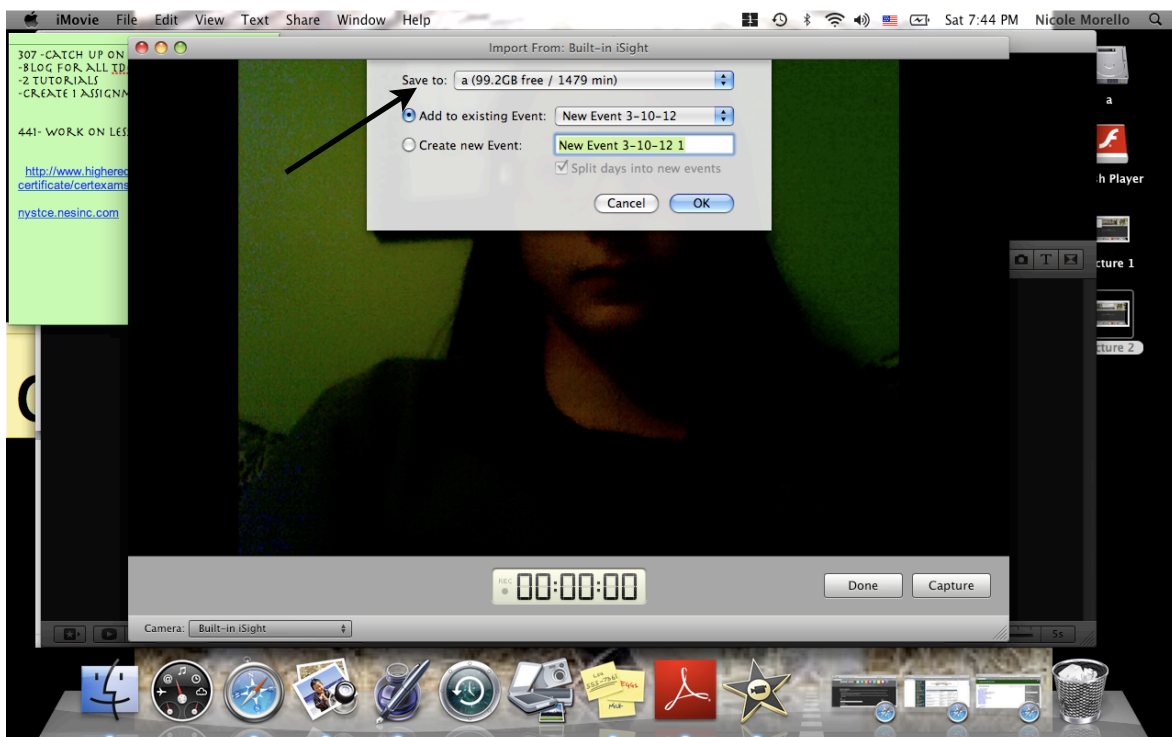 iMovie File Edit View Text Share Window Help Sat 7:44 PM Nicole Morello
Import From: Built-in iSight
307 -CATCH UP ON
-BLOG FOR ALL TD
-2 TUTORIALS
-CREATE 1 ASSIGNM
441- WORK ON LES
http://www.highered
certificate/certexams
nystce.nesinc.com
Save to: a (99.2GB free / 1479 min)
Add to existing Event: New Event 3-10-12
Create new Event: New Event 3-10-12 1
Split days into new events
Cancel OK
a
sh Player
cture 1
cture 2
T
REC 00:00:00
Done Capture
Camera: Built-in iSight
5s